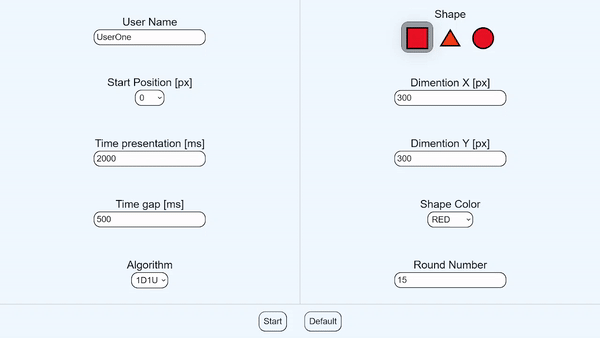 User Name
UserOne
Start Position [px]
0
Time presentation [ms]
2000
Time gap [ms]
500
Algorithm
1D1U
Shape
Dimention X [px]
300
Dimention Y [px]
300
Shape Color
RED
Round Number
15
Start
Default